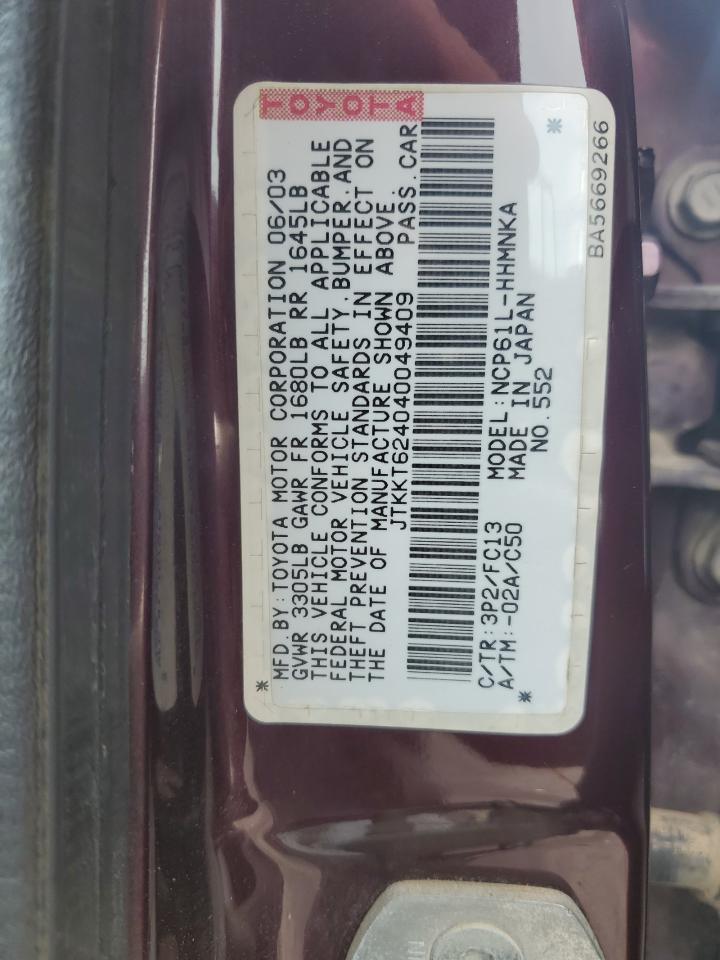 TOYOTA
MFD.BY:TOYOTA MOTOR CORPORATION 06/03
GVWR 3305LB GAWR FR 1680LB RR 1645LB
THIS VEHICLE CONFORMS TO ALL APPLICABLE
FEDERAL MOTOR VEHICLE SAFETY,BUMPER,AND
THEFT PREVENTION STANDARDS IN EFFECT ON
THE DATE OF MANUFACTURE SHOWN ABOVE.
JTKKT624040049409 PASS.CAR
C/TR:3P2/FC13 MODEL:NCP61L-HHMNKA
A/TM:-02A/C50 MADE IN JAPAN
NO.552
BA5669266